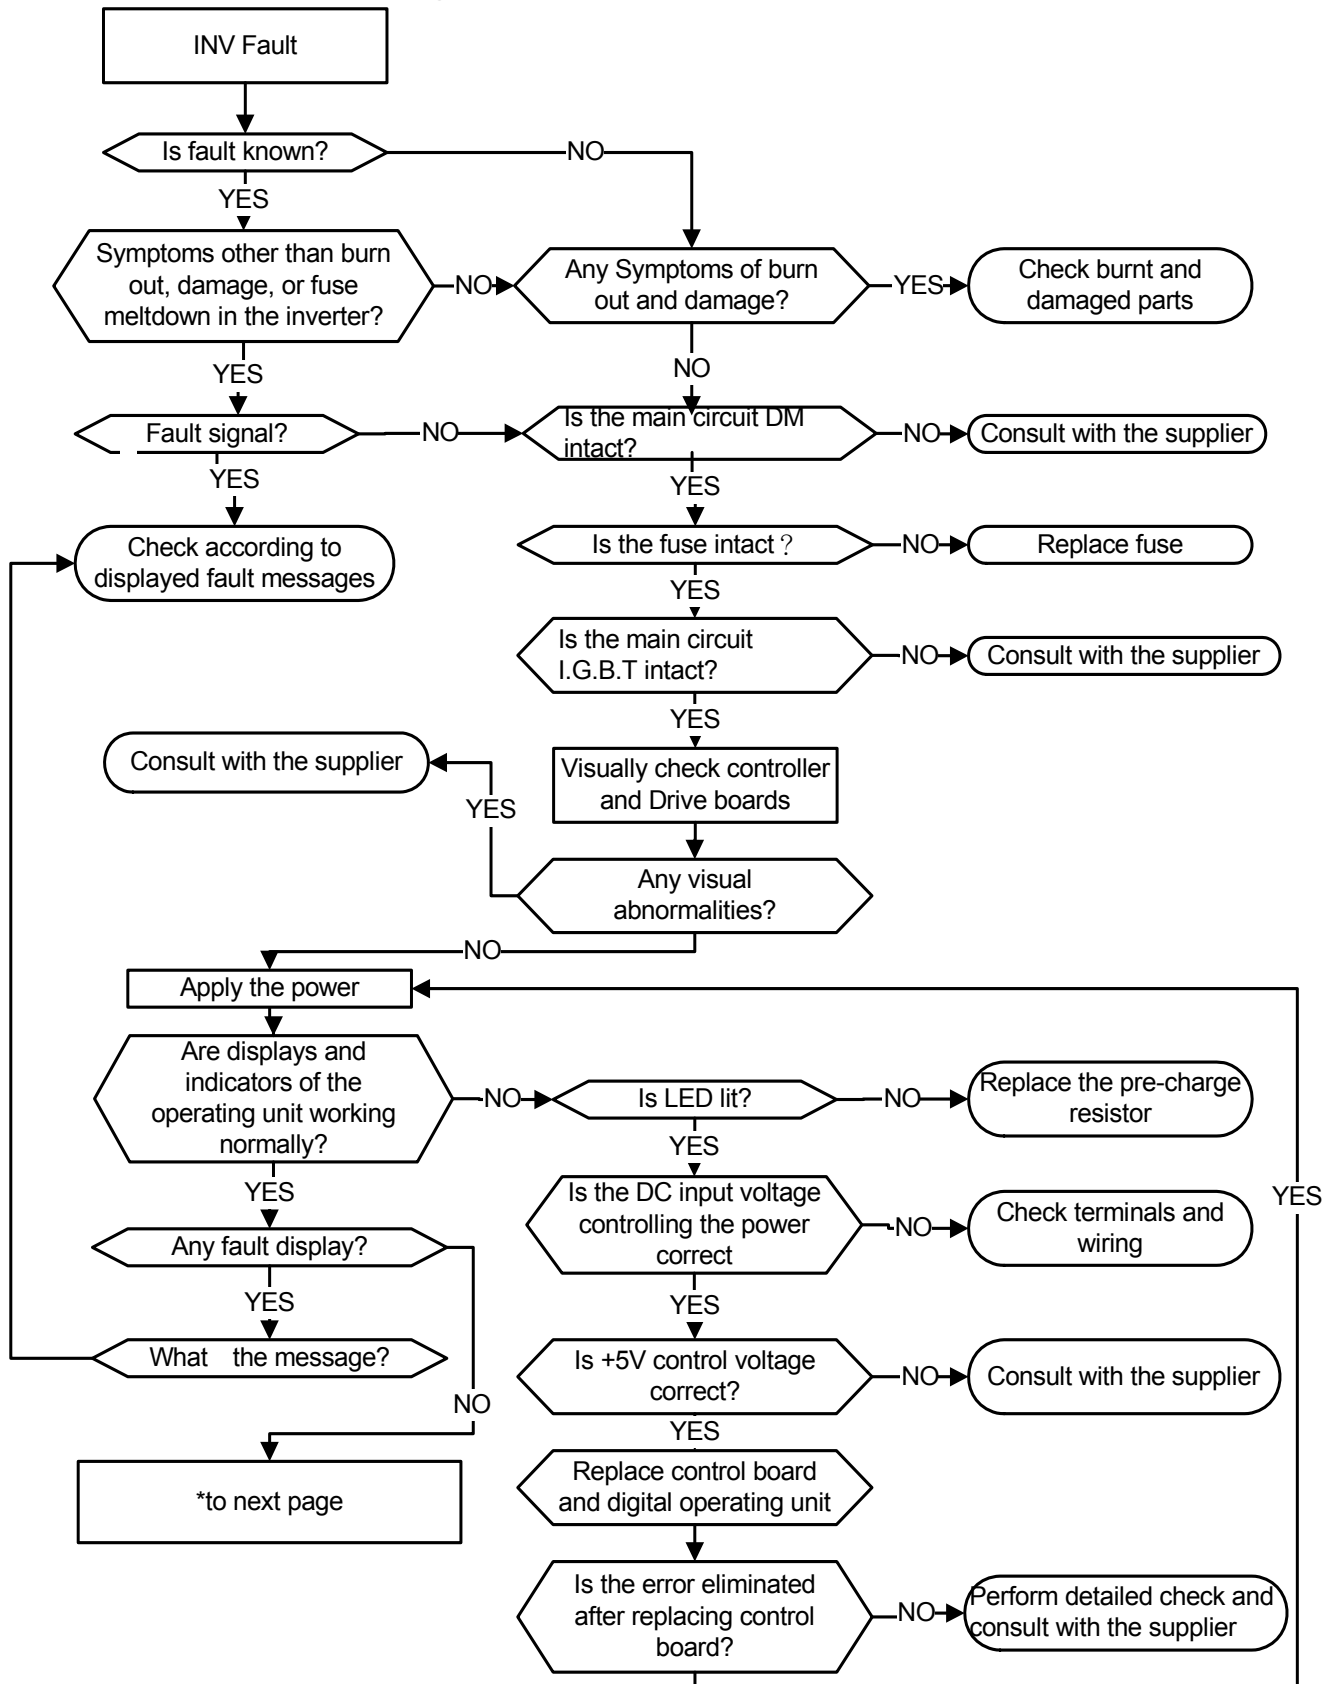 INV Fault
Is fault known?
NO
YES
Symptoms other than burn
out, damage, or fuse
meltdown in the inverter?
NO
Any Symptoms of burn
out and damage?
YES
Check burnt and
damaged parts
YES
NO
Fault signal?
NO
Is the main circuit DM
intact?
NO
Consult with the supplier
YES
YES
Check according to
displayed fault messages
Is the fuse intact？
NO
Replace fuse
YES
Is the main circuit
I.G.B.T intact?
NO
Consult with the supplier
YES
Consult with the supplier
Visually check controller
and Drive boards
YES
Any visual
abnormalities?
NO
Apply the power
Are displays and
indicators of the
operating unit working
normally?
NO
Is LED lit?
NO
Replace the pre-charge
resistor
YES
YES
Is the DC input voltage
controlling the power
correct
NO
Check terminals and
wiring
YES
Any fault display?
YES
YES
What the message?
NO
Is +5V control voltage
correct?
NO
Consult with the supplier
YES
*to next page
Replace control board
and digital operating unit
Is the error eliminated
after replacing control
board?
NO
Perform detailed check and
consult with the supplier